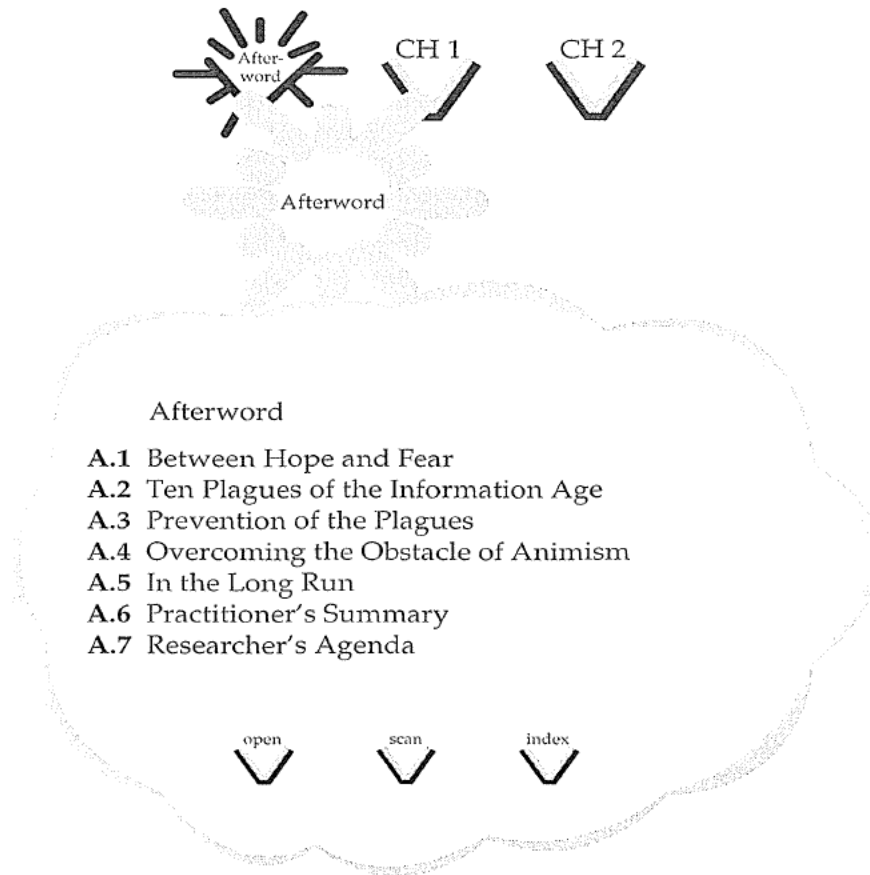 After-
word
CH 1
CH 2
Afterword
Afterword
A.1 Between Hope and Fear
A.2 Ten Plagues of the Information Age
A.3 Prevention of the Plagues
A.4 Overcoming the Obstacle of Animism
A.5 In the Long Run
A.6 Practitioner's Summary
A.7 Researcher's Agenda
open
scan
index